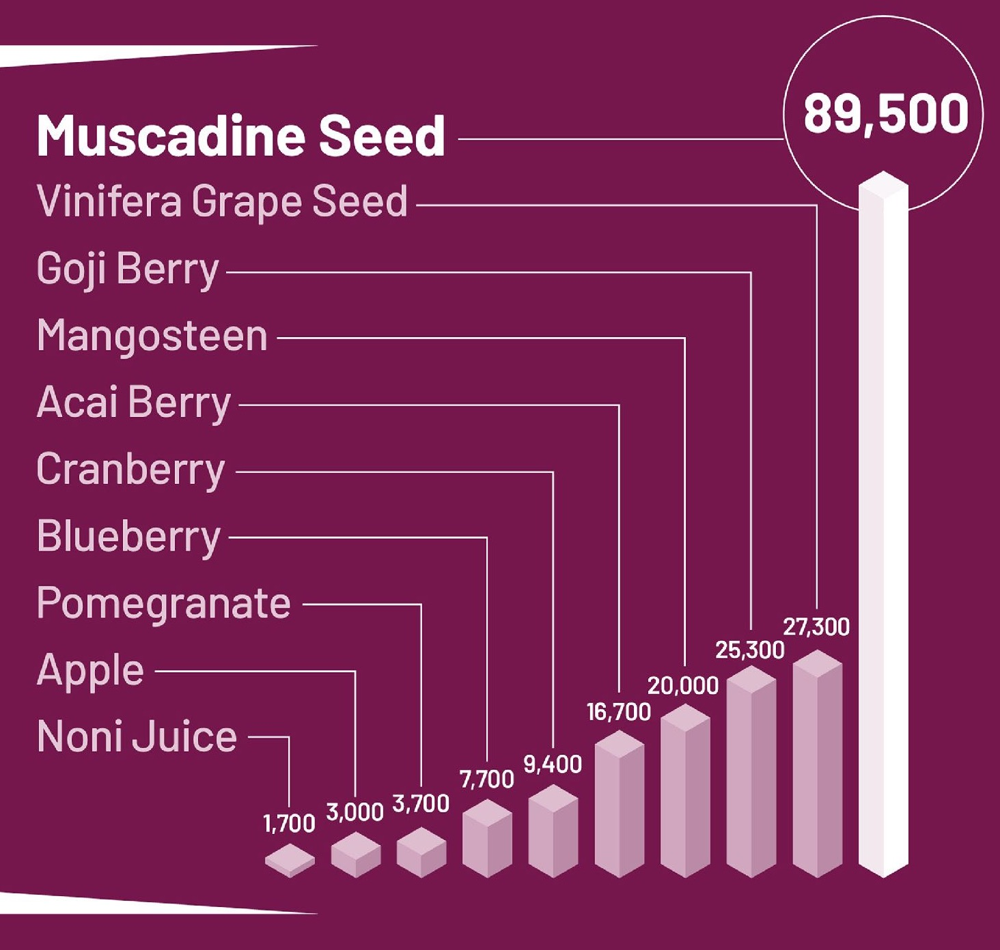 89,500
Muscadine Seed
Vinifera Grape Seed
Goji Berry
Mangosteen
Acai Berry
Cranberry
Blueberry
Pomegranate
Apple
Noni Juice
27,300
25,300
20,000
16,700
9,400
7,700
3,700
3,000
1,700